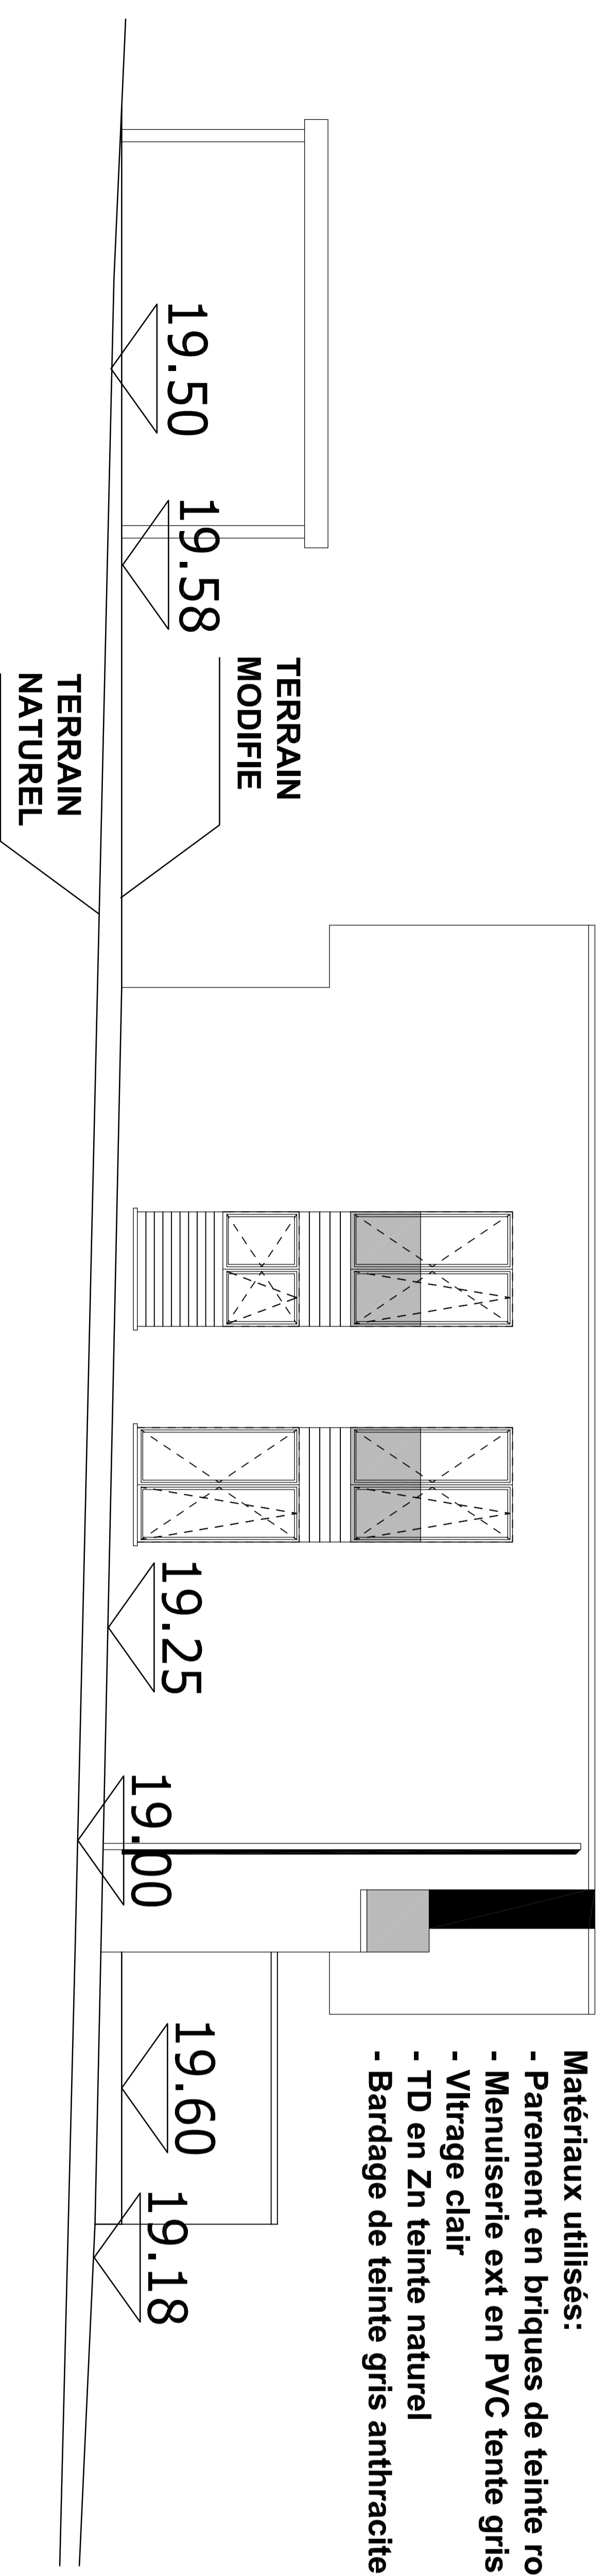 Matériaux utilisés:
- Parement en briques de teinte
- Menuiserie ext en PVC tente gris
- VItrage clair
- TD en Zn teinte naturel
- Bardage de teinte gris anthracite
TERRAIN
MODIFIE
TERRAIN
NATUREL
19.50
19.58
19.25
19.00
19.60
19.18